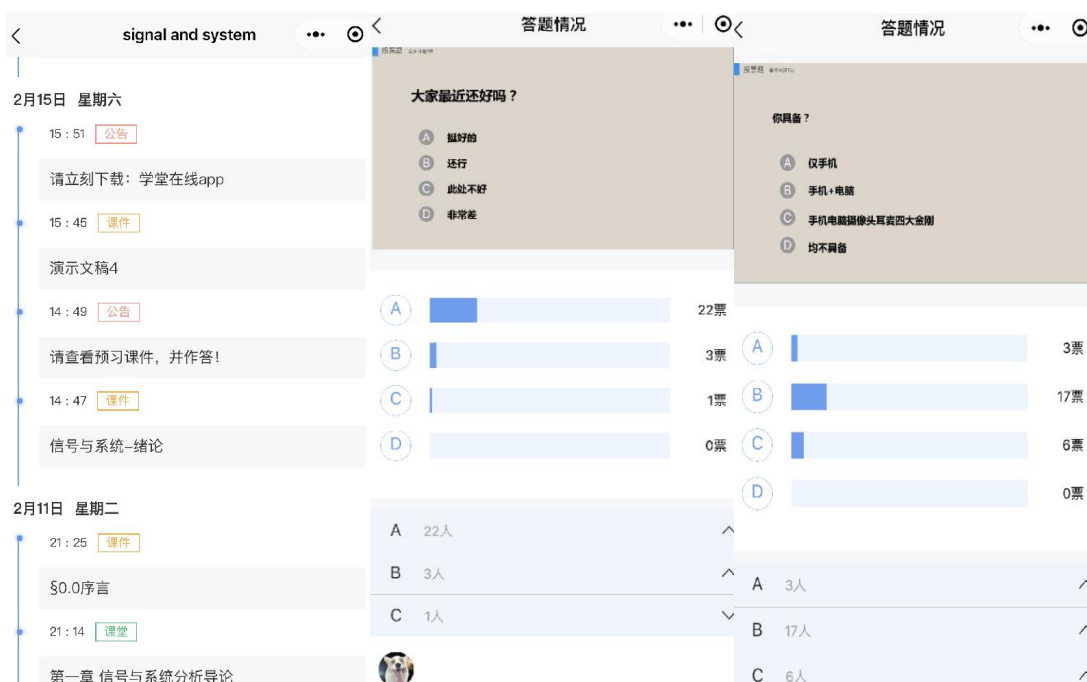 signal and system
2月15日 星期六
15：51 公告
请立刻下载：学堂在线app
15：45 课件
演示文稿4
14：49 公告
请查看预习课件，并作答！
14：47 课件
信号与系统-绪论
2月11日 星期二
21：25 课件
§0.0序言
21：14 课堂
第一章 信号与系统分析导论
答题情况
投票题
大家最近还好吗？
A 挺好的
B 还行
C 此处不好
D 非常差
A 22票
B 3票
C 1票
D 0票
A 22人
B 3人
C 1人
答题情况
投票题
你具备？
A 仅手机
B 手机+电脑
C 手机电脑摄像头耳麦四大金刚
D 均不具备
A 3票
B 17票
C 6票
D 0票
A 3人
B 17人
C 6人